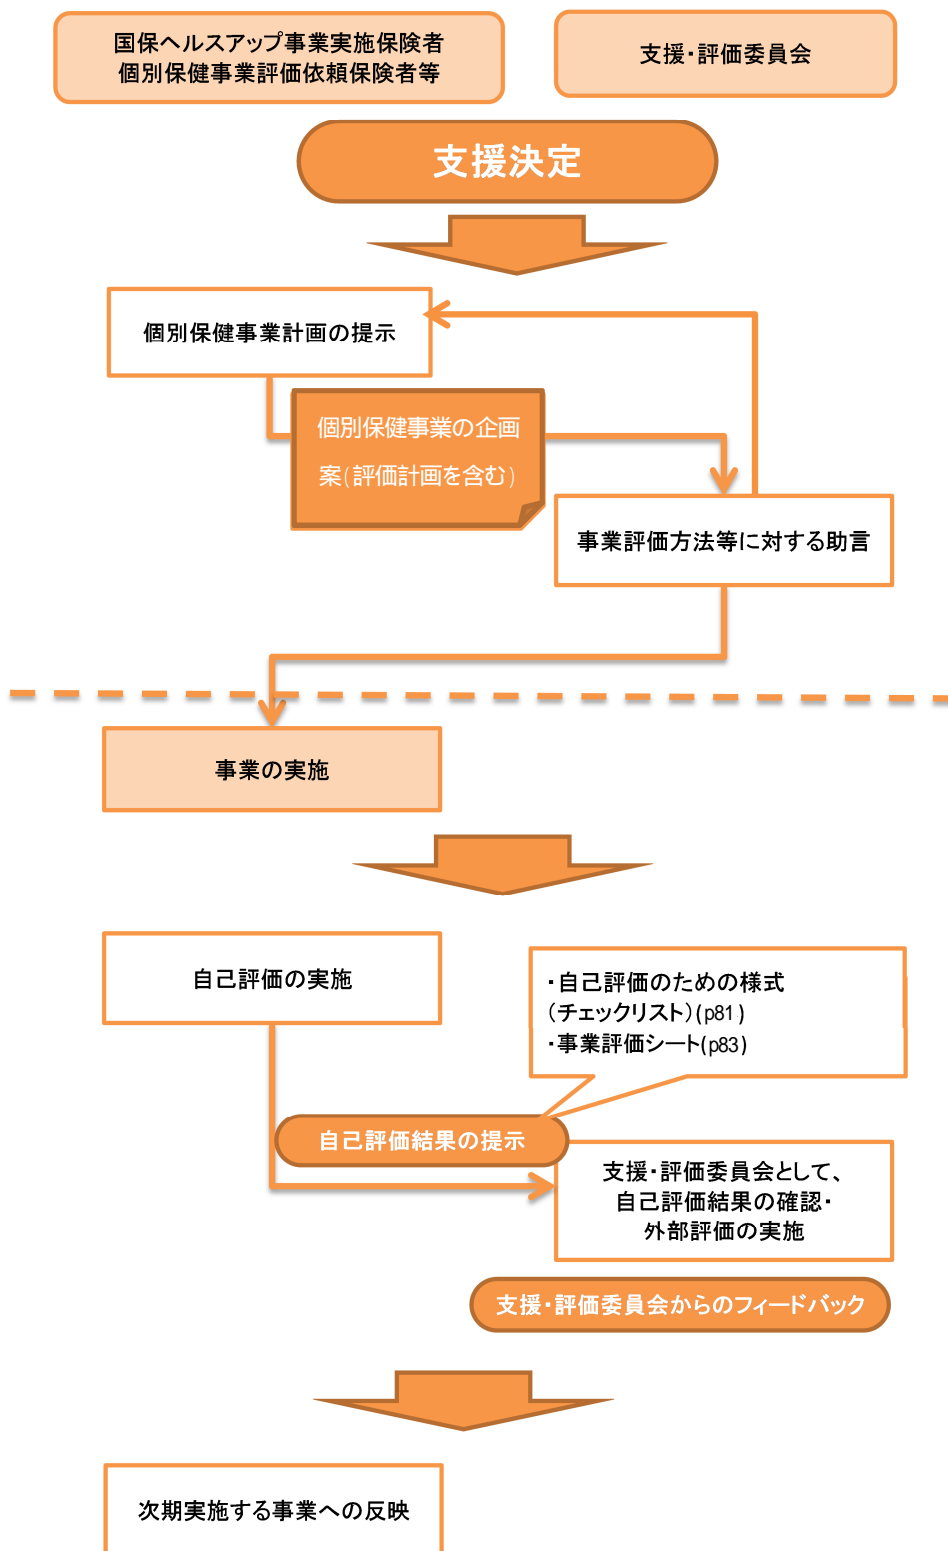 国保ヘルスアップ事業実施保険者
個別保健事業評価依頼保険者等
支援・評価委員会
支援決定
個別保健事業計画の提示
個別保健事業の企画
案(評価計画を含む)
事業評価方法等に対する助言
事業の実施
自己評価の実施
・自己評価のための様式
（チェックリスト）(p81)
・事業評価シート(p83)
自己評価結果の提示
支援・評価委員会として、
自己評価結果の確認・
外部評価の実施
支援・評価委員会からのフィードバック
次期実施する事業への反映